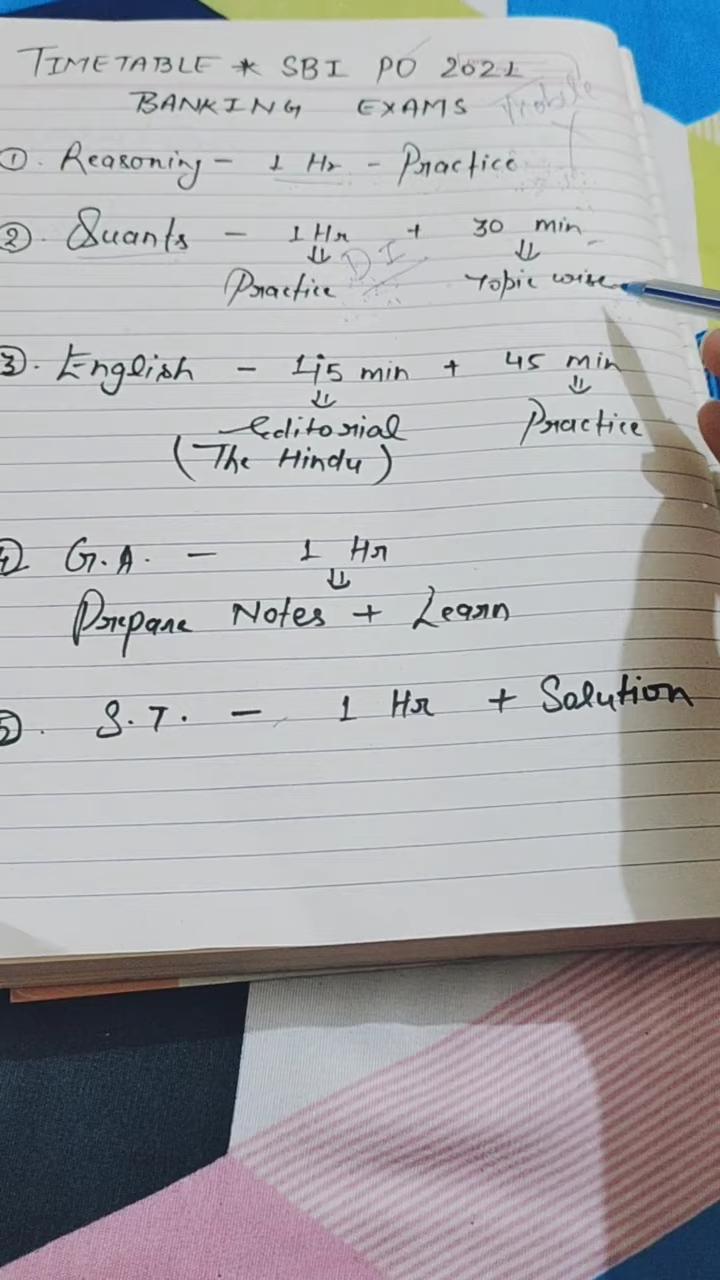 TIMETABLE * SBI PO 2021
BANKING EXAMS
① Reasoning - 1 Hr - Practice
②. Quants - 1 Hr + 30 min
⇓ DI ⇓
Practice Topic wise
③. English - 15 min + 45 min
⇓ ⇓
Editorial Practice
(The Hindu)
④ G.A. - 1 Hr
⇓
Prepare Notes + Learn
⑤. S.T. - 1 Hr + Solution